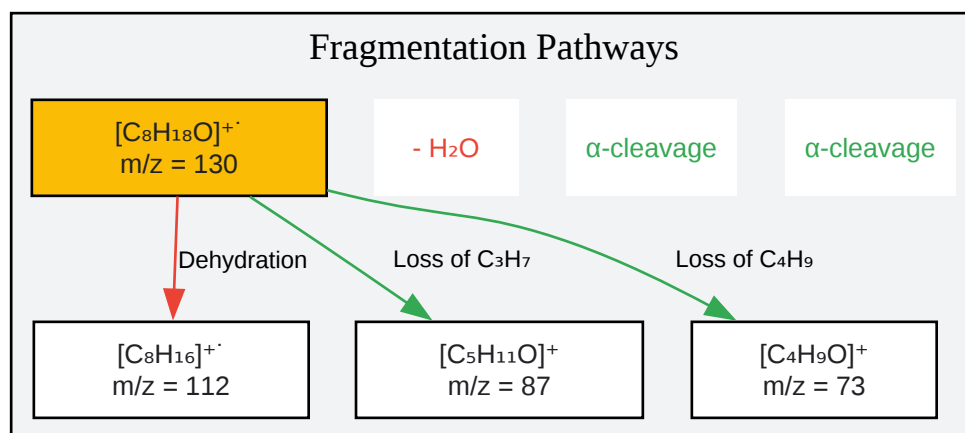 Fragmentation Pathways
[C₈H₁₈O]⁺˙
m/z = 130
- H₂O
α-cleavage
α-cleavage
Dehydration
Loss of C₃H₇
Loss of C₄H₉
[C₈H₁₆]⁺˙
m/z = 112
[C₅H₁₁O]⁺
m/z = 87
[C₄H₉O]⁺
m/z = 73